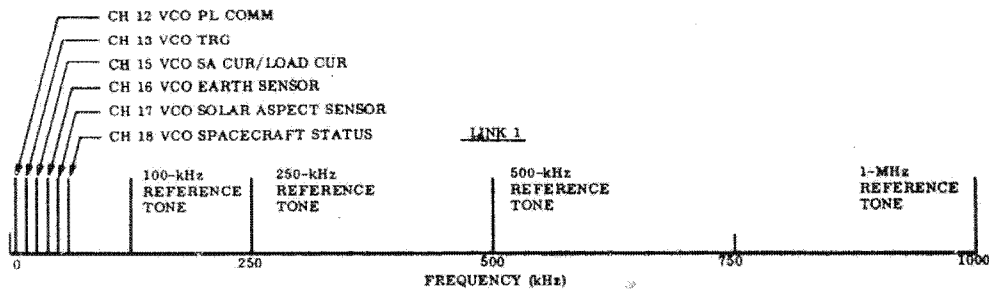 CH 12 VCO PL COMM
CH 13 VCO TRG
CH 15 VCO SA CUR/LOAD CUR
CH 16 VCO EARTH SENSOR
CH 17 VCO SOLAR ASPECT SENSOR
CH 18 VCO SPACECRAFT STATUS
LINK 1
100-kHz
REFERENCE
TONE
250-kHz
REFERENCE
TONE
500-kHz
REFERENCE
TONE
1-MHz
REFERENCE
TONE
0 250 500 750 1000
FREQUENCY (kHz)